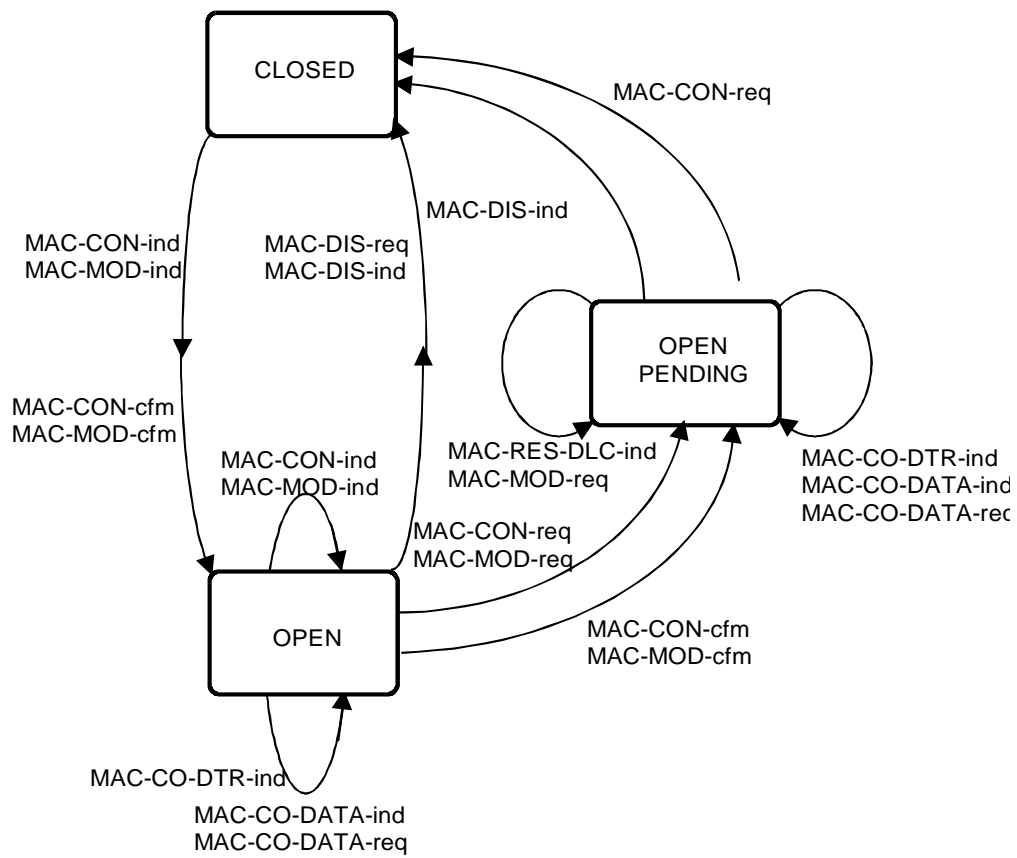 CLOSED
MAC-CON-req
MAC-DIS-ind
MAC-CON-ind
MAC-MOD-ind
MAC-DIS-req
MAC-DIS-ind
OPEN
PENDING
MAC-CON-cfm
MAC-MOD-cfm
MAC-CON-ind
MAC-MOD-ind
MAC-RES-DLC-ind
MAC-MOD-req
MAC-CO-DTR-ind
MAC-CO-DATA-ind
MAC-CO-DATA-req
MAC-CON-req
MAC-MOD-req
OPEN
MAC-CON-cfm
MAC-MOD-cfm
MAC-CO-DTR-ind
MAC-CO-DATA-ind
MAC-CO-DATA-req